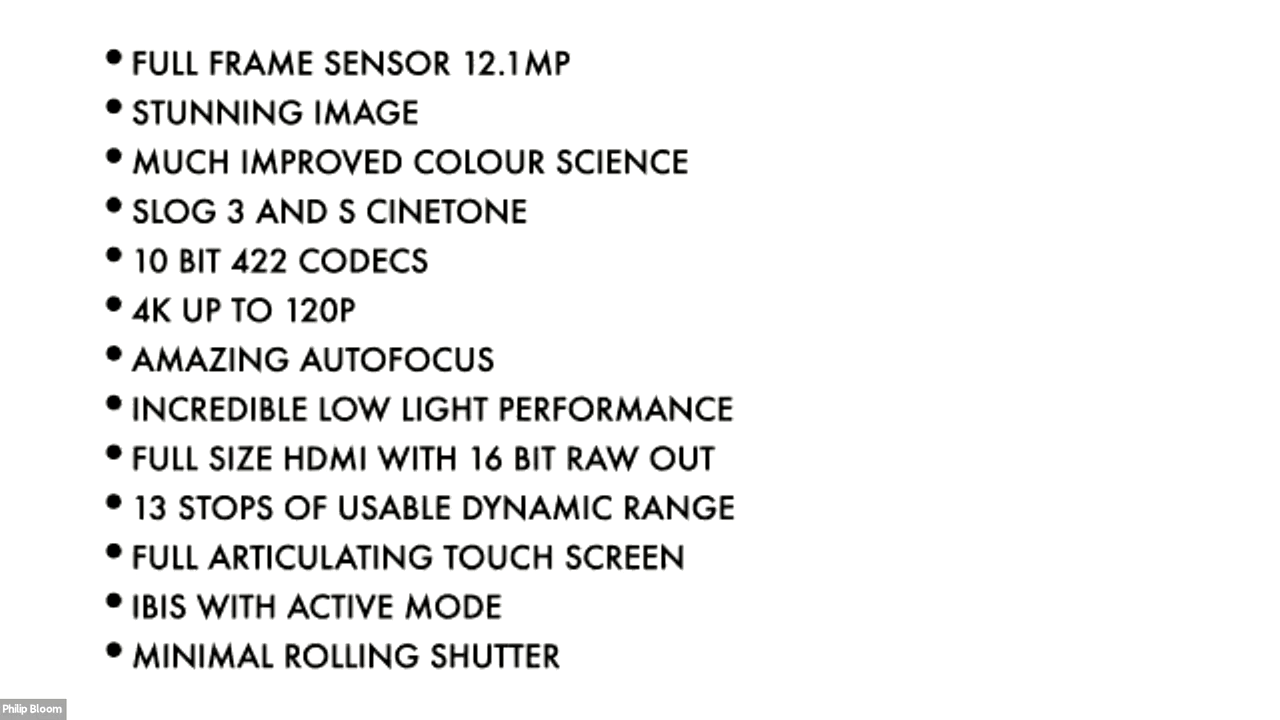 • FULL FRAME SENSOR 12.1MP
• STUNNING IMAGE
• MUCH IMPROVED COLOUR SCIENCE
• SLOG 3 AND S CINETONE
• 10 BIT 422 CODECS
• 4K UP TO 120P
• AMAZING AUTOFOCUS
• INCREDIBLE LOW LIGHT PERFORMANCE
• FULL SIZE HDMI WITH 16 BIT RAW OUT
• 13 STOPS OF USABLE DYNAMIC RANGE
• FULL ARTICULATING TOUCH SCREEN
• IBIS WITH ACTIVE MODE
• MINIMAL ROLLING SHUTTER
Philip Bloom